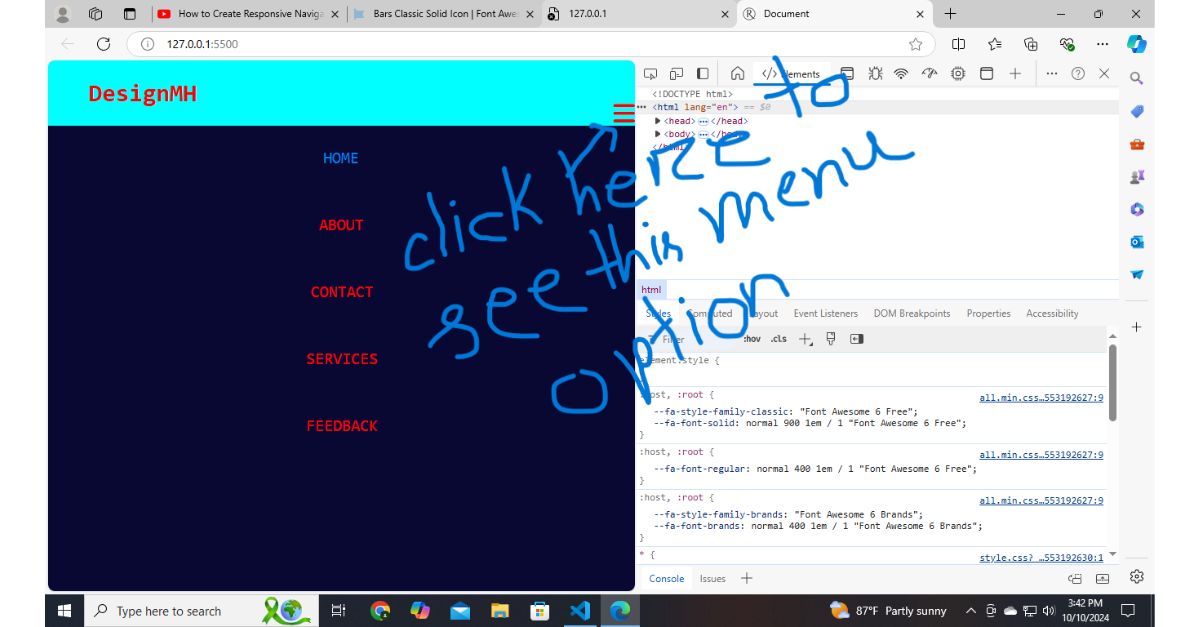 How to Create Responsive Naviga
Bars Classic Solid Icon | Font Awe
127.0.0.1
Document
127.0.0.1:5500
DesignMH
HOME
ABOUT
CONTACT
SERVICES
FEEDBACK
click here to
see this menu
option
Elements
<!DOCTYPE html>
<html lang="en"> == $0
<head> ⋯ </head>
<body> ⋯ </body>
</html>
html
Styles Computed Layout Event Listeners DOM Breakpoints Properties Accessibility
Filter :hov .cls
element.style {
:host, :root { all.min.css…553192627:9
--fa-style-family-classic: "Font Awesome 6 Free";
--fa-font-solid: normal 900 1em / 1 "Font Awesome 6 Free";
}
:host, :root { all.min.css…553192627:9
--fa-font-regular: normal 400 1em / 1 "Font Awesome 6 Free";
}
:host, :root { all.min.css…553192627:9
--fa-style-family-brands: "Font Awesome 6 Brands";
--fa-font-brands: normal 400 1em / 1 "Font Awesome 6 Brands";
}
* { style.css?_…553192630:1
Console Issues
Type here to search
87°F Partly sunny
3:42 PM
10/10/2024